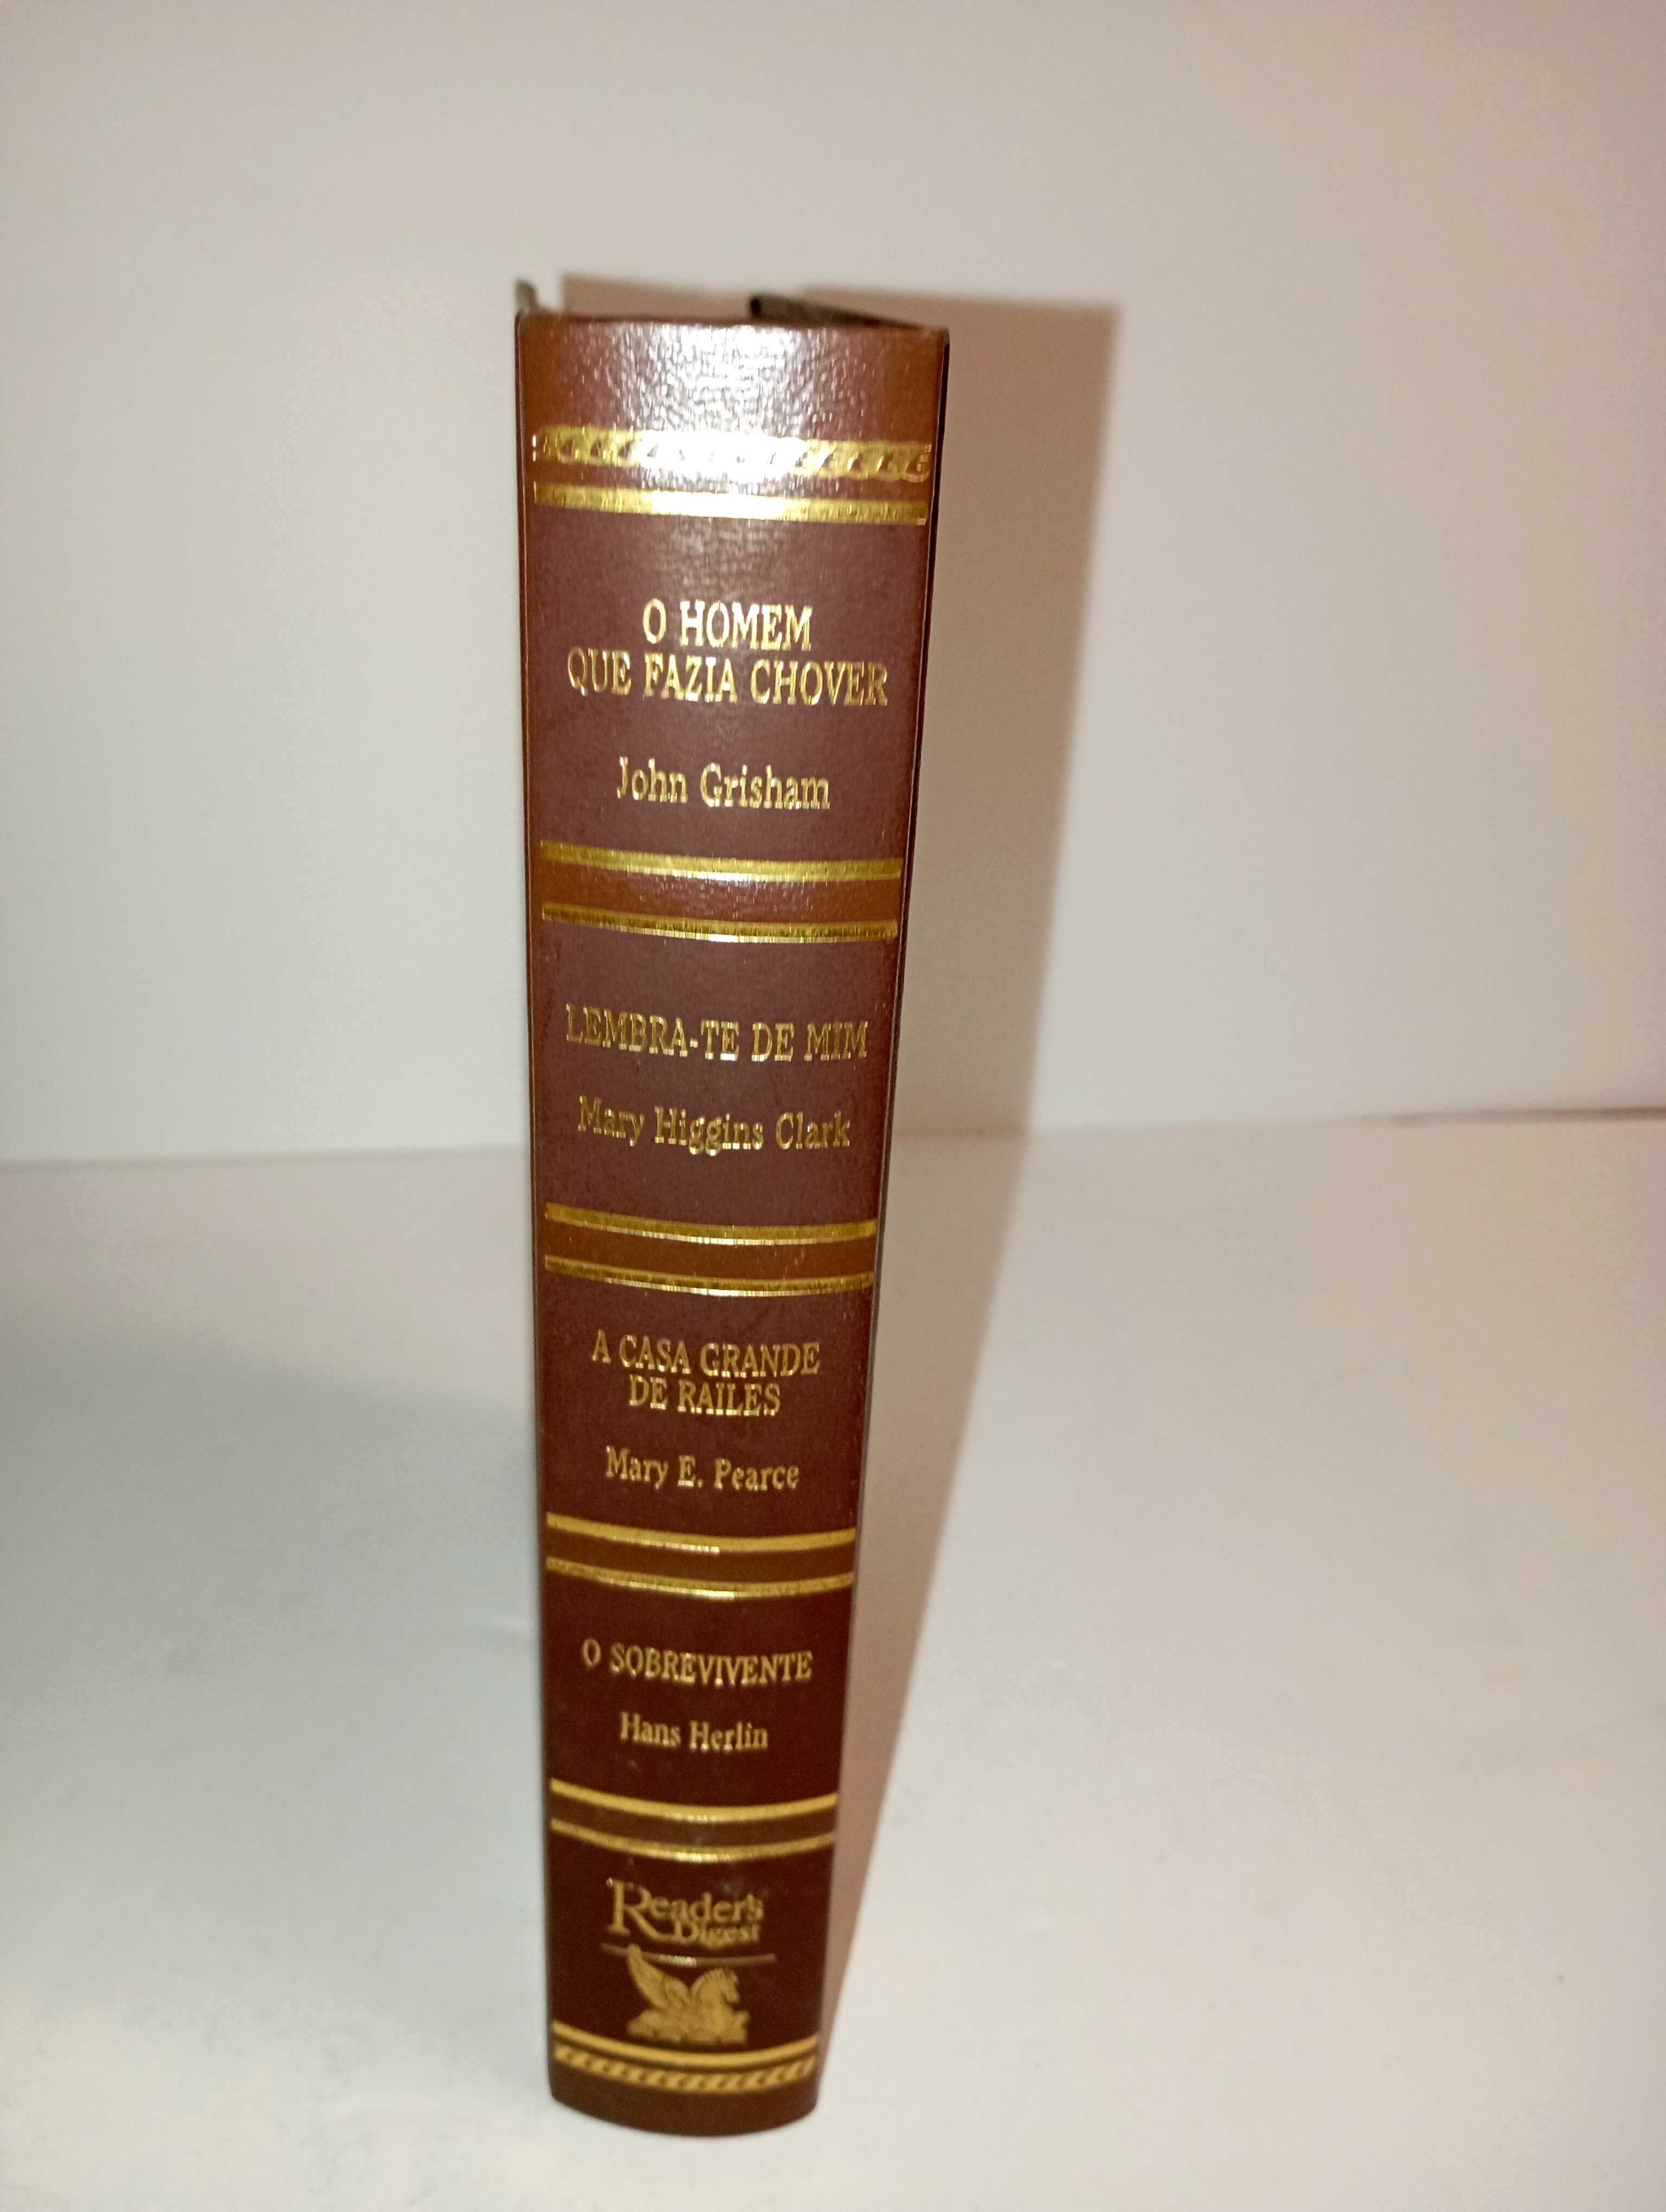 O HOMEM
QUE FAZIA CHOVER
John Grisham
LEMBRA-TE DE MIM
Mary Higgins Clark
A CASA GRANDE
DE RAILES
Mary E. Pearce
O SOBREVIVENTE
Hans Herlin
Reader's
Digest